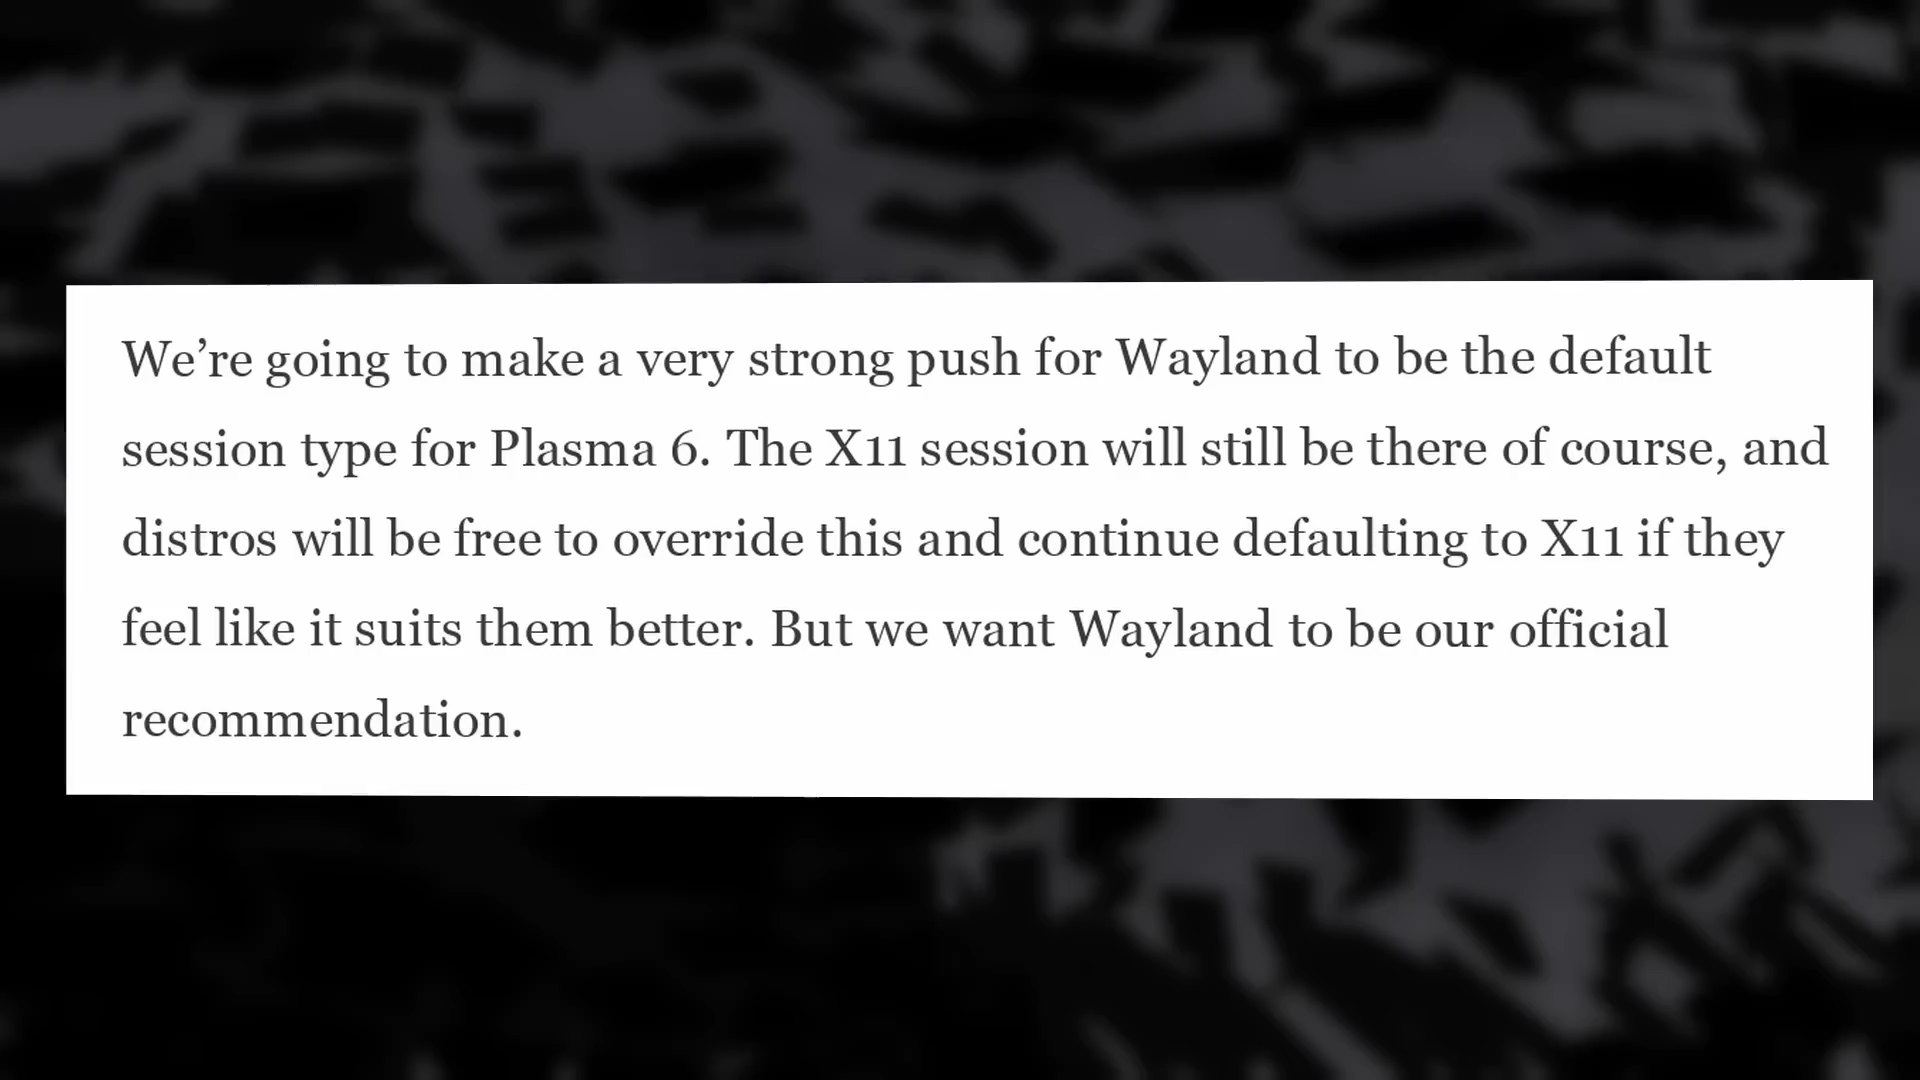 We’re going to make a very strong push for Wayland to be the default
session type for Plasma 6. The X11 session will still be there of course, and
distros will be free to override this and continue defaulting to X11 if they
feel like it suits them better. But we want Wayland to be our official
recommendation.